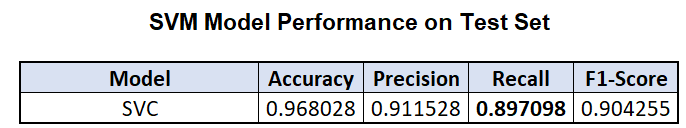 SVM Model Performance on Test Set
Model Accuracy Precision Recall F1-Score
SVC 0.968028 0.911528 0.897098 0.904255